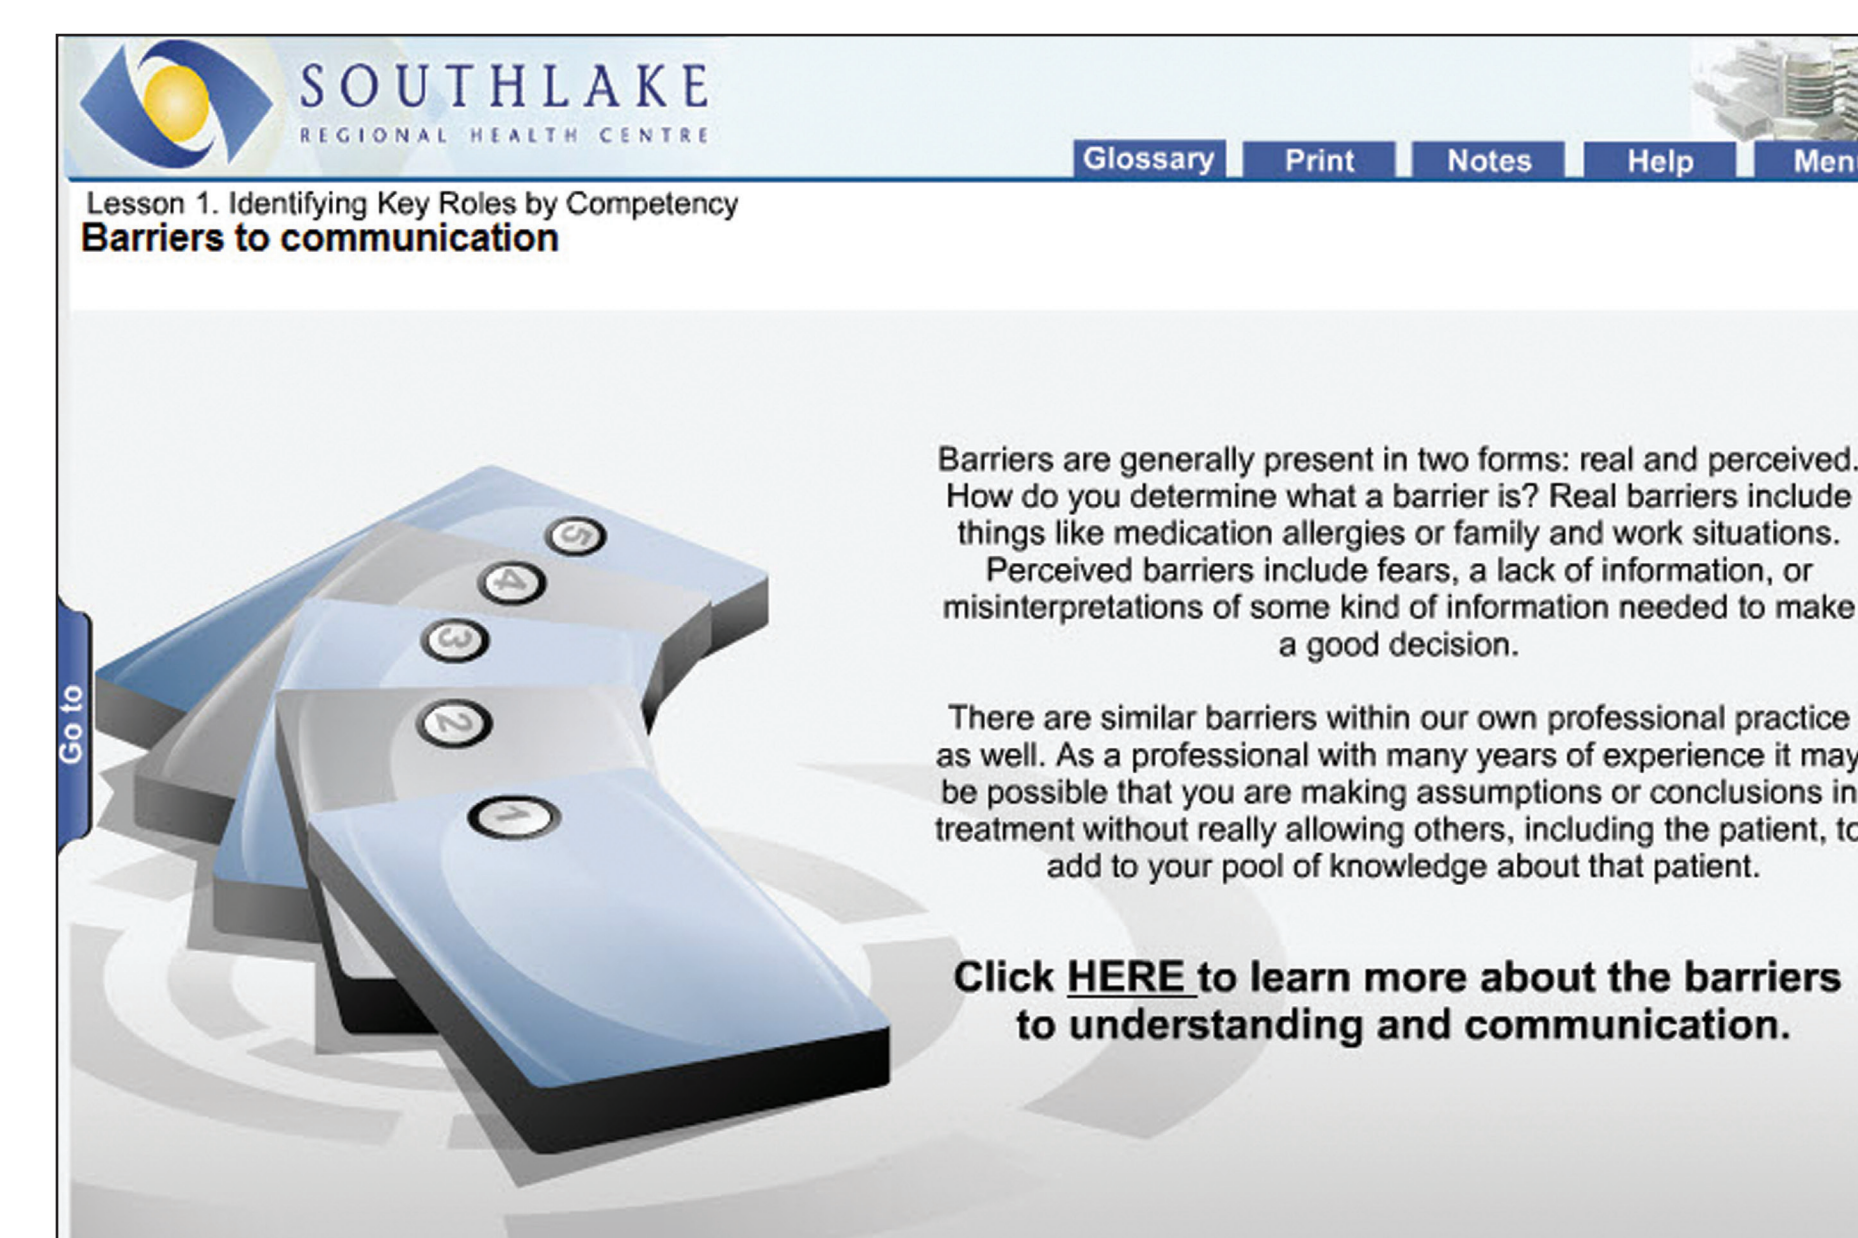 SOUTHLAKE
REGIONAL HEALTH CENTRE
Glossary Print Notes Help Men
Lesson 1. Identifying Key Roles by Competency
Barriers to communication
Barriers are generally present in two forms: real and perceived.
How do you determine what a barrier is? Real barriers include
things like medication allergies or family and work situations.
Perceived barriers include fears, a lack of information, or
misinterpretations of some kind of information needed to make
a good decision.
There are similar barriers within our own professional practice
as well. As a professional with many years of experience it may
be possible that you are making assumptions or conclusions in
treatment without really allowing others, including the patient, to
add to your pool of knowledge about that patient.
Click HERE to learn more about the barriers
to understanding and communication.
Go to
5
4
3
2
1